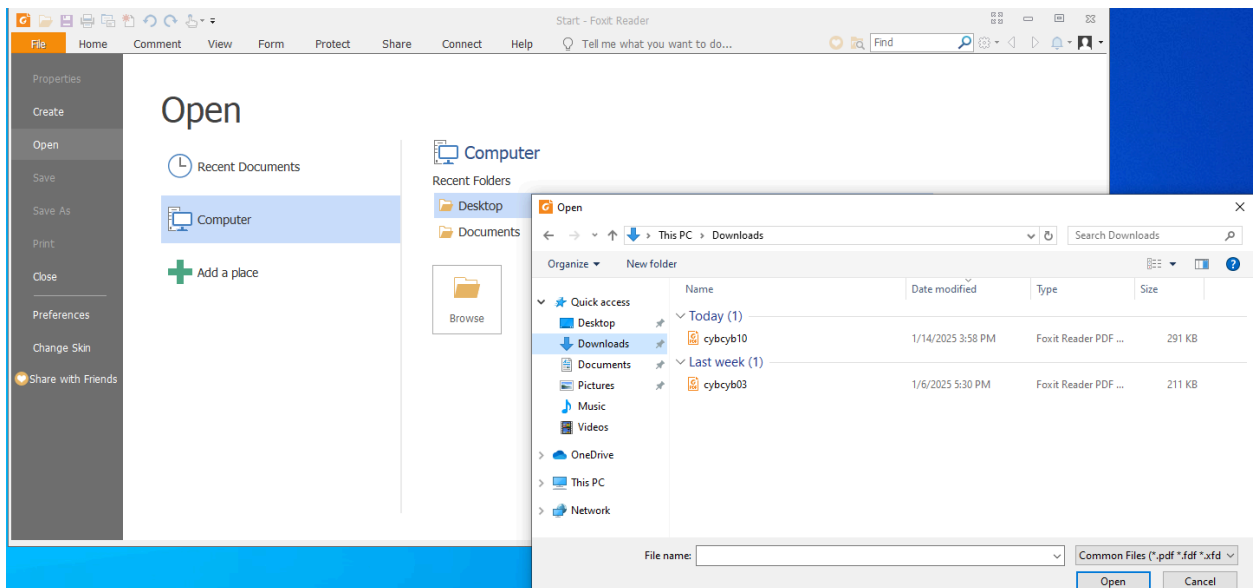 Start - Foxit Reader
File Home Comment View Form Protect Share Connect Help Tell me what you want to do... Find
Properties
Create
Open
Save
Save As
Print
Close
Preferences
Change Skin
Share with Friends
Open
Recent Documents
Computer
Add a place
Computer
Recent Folders
Desktop
Documents
Browse
Open
This PC > Downloads
Search Downloads
Organize New folder
Name Date modified Type Size
Quick access
Desktop
Downloads
Documents
Pictures
Music
Videos
OneDrive
This PC
Network
Today (1)
cybcyb10 1/14/2025 3:58 PM Foxit Reader PDF ... 291 KB
Last week (1)
cybcyb03 1/6/2025 5:30 PM Foxit Reader PDF ... 211 KB
File name: Common Files (*.pdf *.fdf *.xfd
Open Cancel